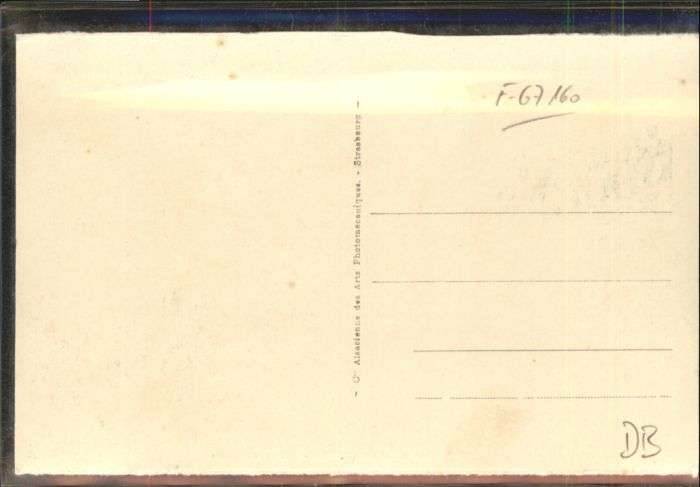 F-67160
- Cie Alsacienne des Arts Photomécaniques. - Strasbourg -
DB